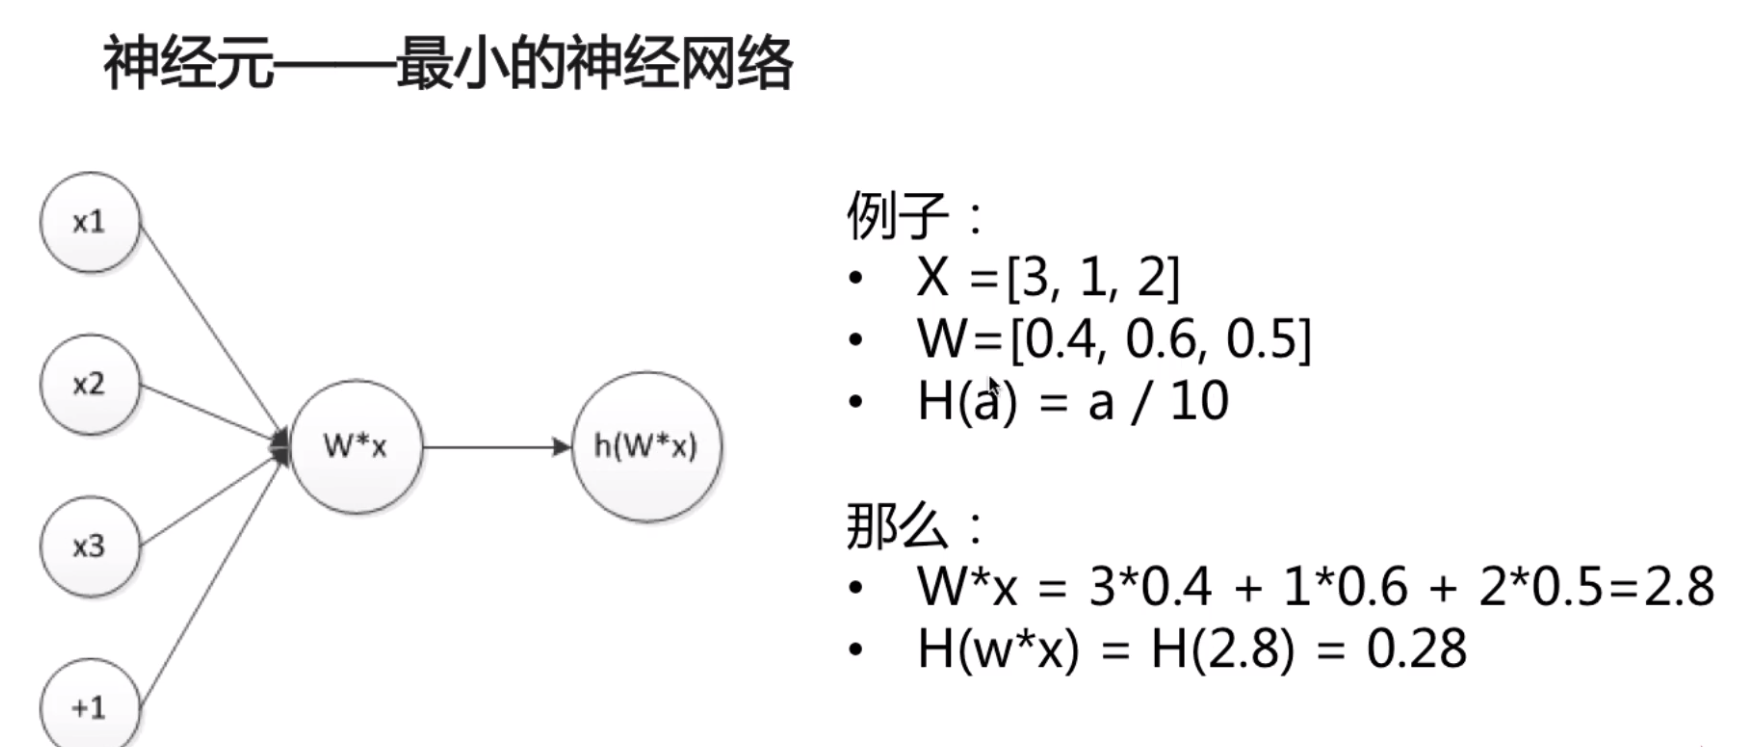 神经元——最小的神经网络
x1
x2
x3
+1
W*x
h(W*x)
例子：
• X =[3, 1, 2]
• W=[0.4, 0.6, 0.5]
• H(a) = a / 10
那么：
• W*x = 3*0.4 + 1*0.6 + 2*0.5=2.8
• H(w*x) = H(2.8) = 0.28